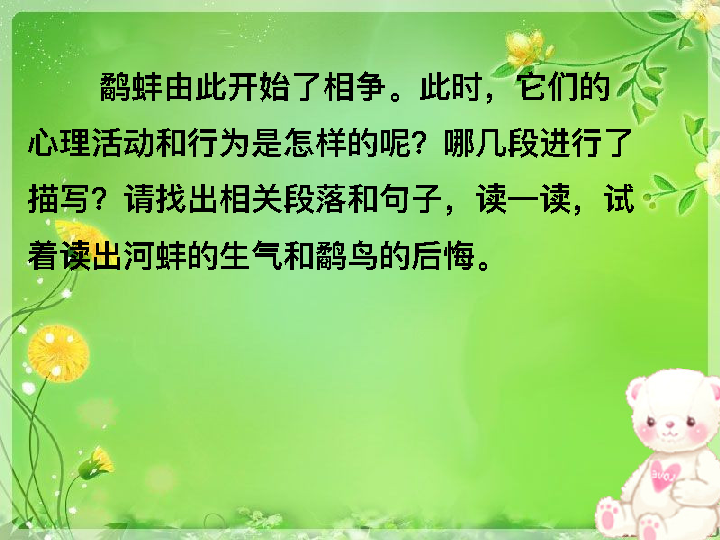 鹬蚌由此开始了相争。此时，它们的
心理活动和行为是怎样的呢？哪几段进行了
描写？请找出相关段落和句子，读一读，试
着读出河蚌的生气和鹬鸟的后悔。